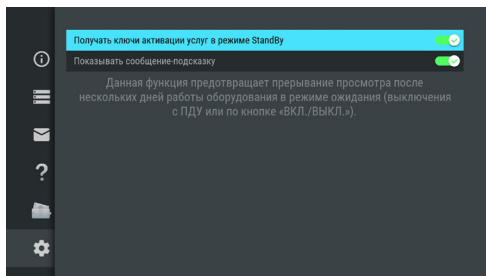 Получать ключи активации услуг в режиме StandBy
Показывать сообщение-подсказку
Данная функция предотвращает прерывание просмотра после
нескольких дней работы оборудования в режиме ожидания (выключения
с ПДУ или по кнопке «ВКЛ./ВЫКЛ.»).